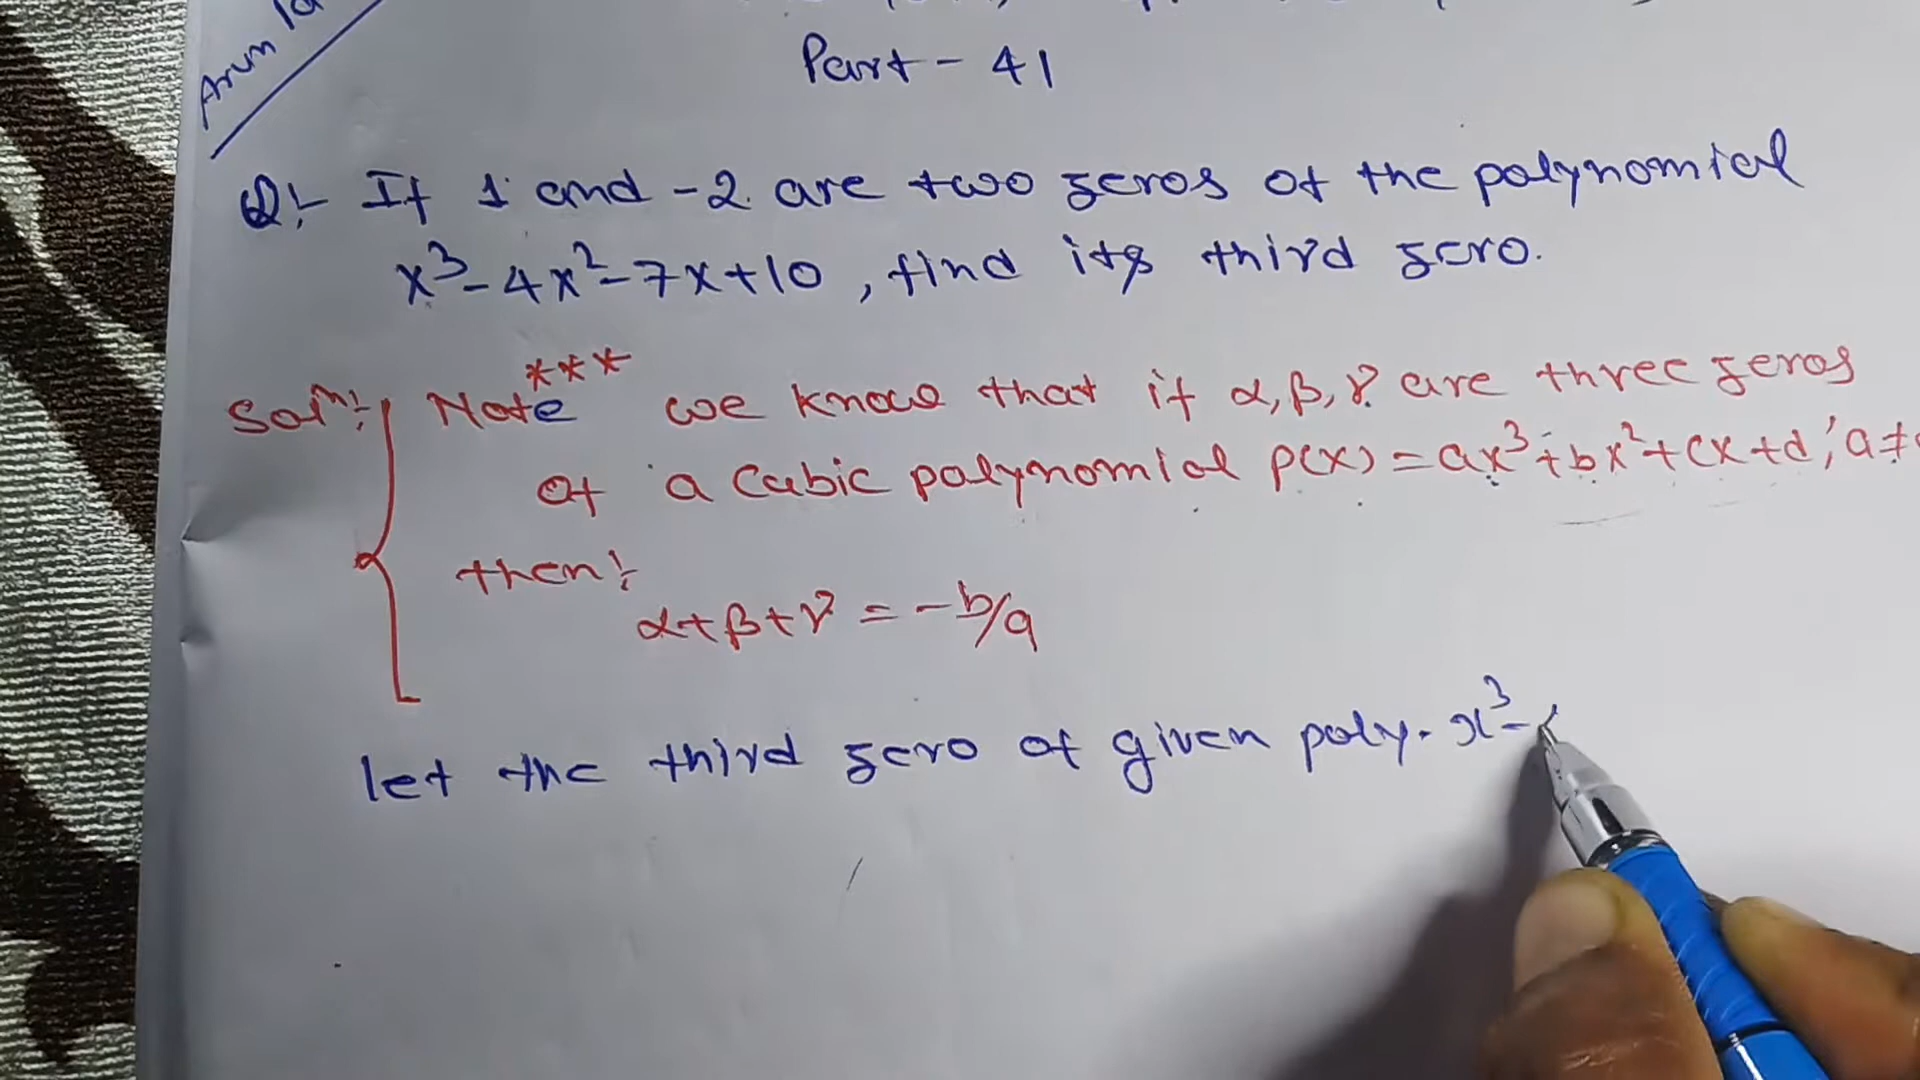 Arun
Part - 41
Q:- If 1 and -2 are two zeros of the polynomial
x³-4x²-7x+10, find its third zero.
Solⁿ:- Note*** we know that if α,β,γ are three zeros
of a cubic polynomial p(x)=ax³+bx²+cx+d; a≠
then:-
α+β+γ = -b/a
let the third zero of given poly. x³-